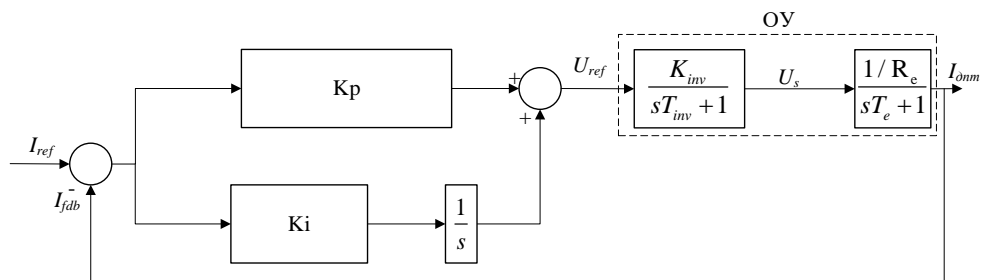 ОУ
Kp
+
U_ref
K_inv
sT_inv + 1
U_s
1 / R_e
sT_e + 1
I_дпт
+
I_ref
-
I_fdb
Ki
1
s